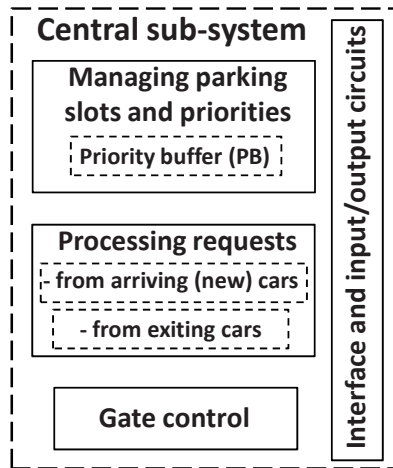 Central sub-system
Managing parking
slots and priorities
Priority buffer (PB)
Processing requests
- from arriving (new) cars
- from exiting cars
Gate control
Interface and input/output circuits